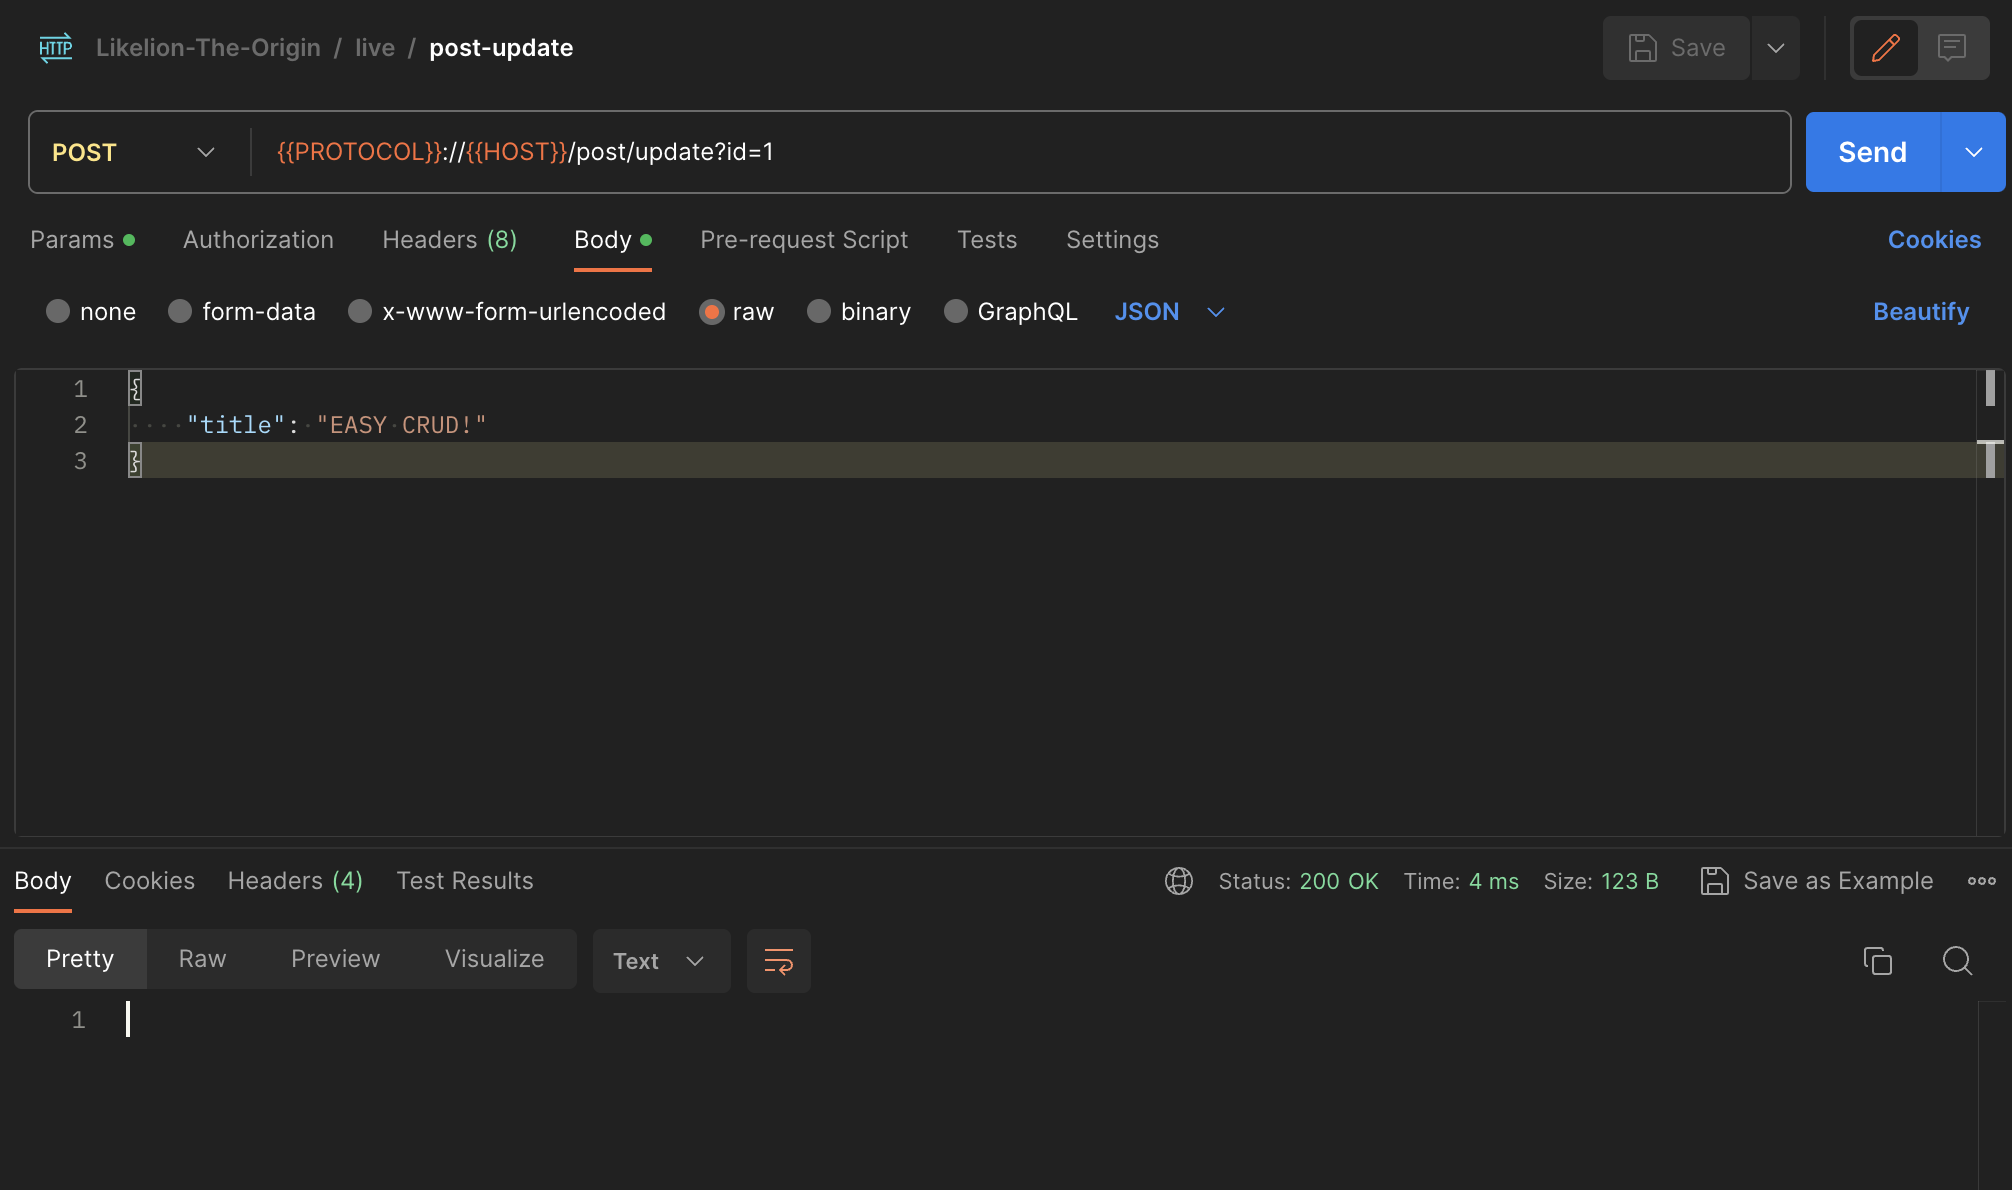 HTTP Likelion-The-Origin / live / post-update Save
POST {{PROTOCOL}}://{{HOST}}/post/update?id=1 Send
Params Authorization Headers (8) Body Pre-request Script Tests Settings Cookies
none form-data x-www-form-urlencoded raw binary GraphQL JSON Beautify
1 {
2 "title": "EASY CRUD!"
3 }
Body Cookies Headers (4) Test Results Status: 200 OK Time: 4 ms Size: 123 B Save as Example
Pretty Raw Preview Visualize Text
1